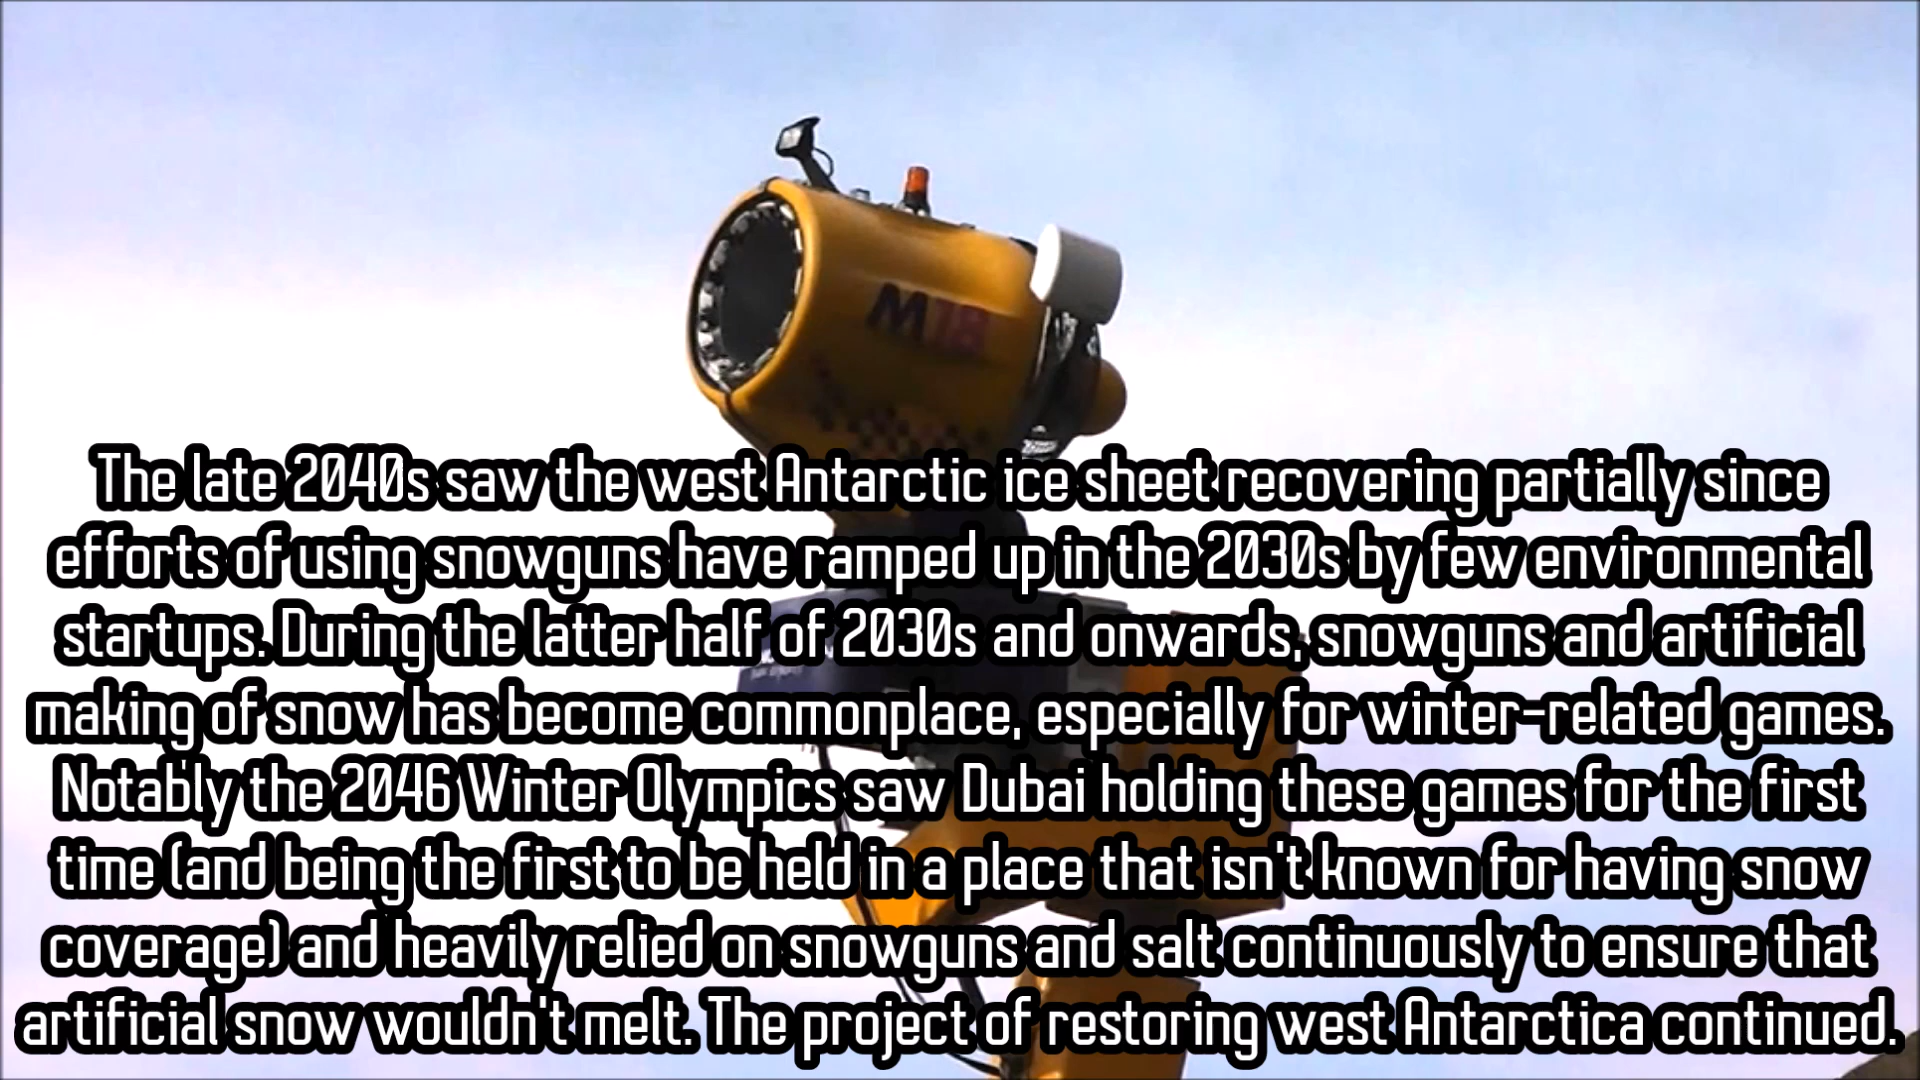 M18
The late 2040s saw the west Antarctic ice sheet recovering partially since
efforts of using snowguns have ramped up in the 2030s by few environmental
startups. During the latter half of 2030s and onwards, snowguns and artificial
making of snow has become commonplace, especially for winter-related games.
Notably the 2046 Winter Olympics saw Dubai holding these games for the first
time (and being the first to be held in a place that isn't known for having snow
coverage) and heavily relied on snowguns and salt continuously to ensure that
artificial snow wouldn't melt. The project of restoring west Antarctica continued.